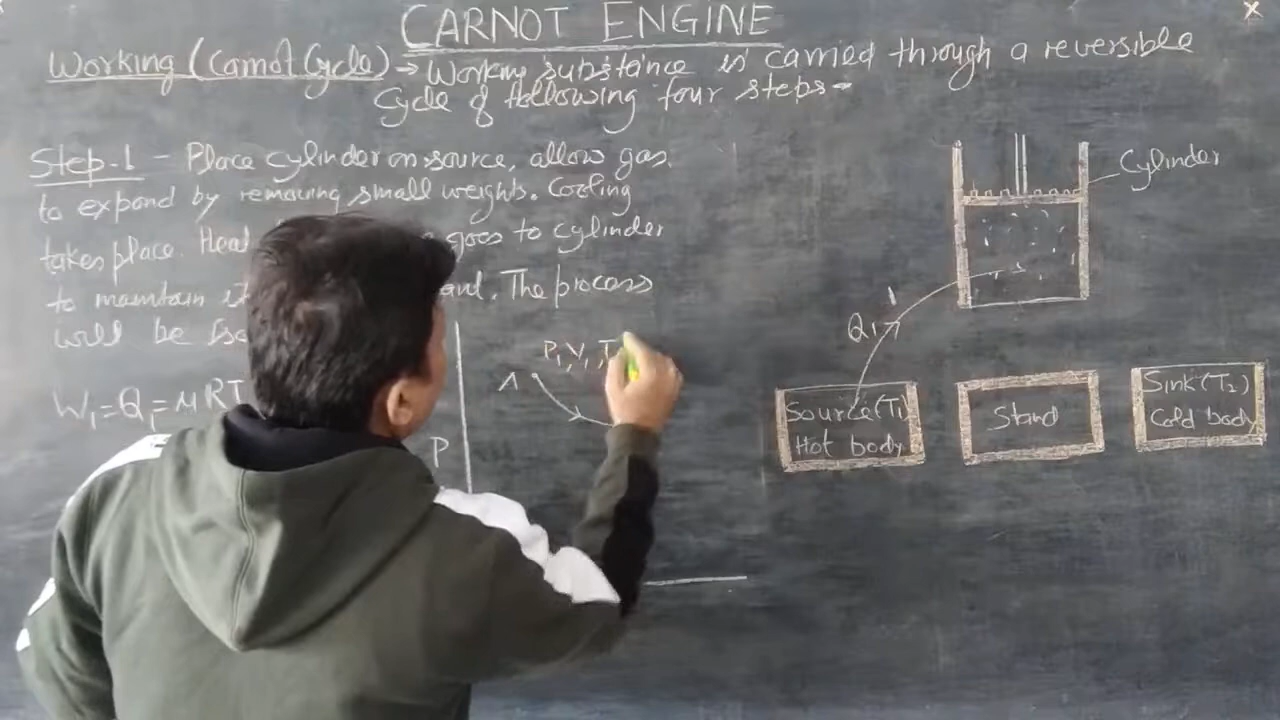 CARNOT ENGINE
Working (Carnot Cycle) → Working substance is carried through a reversible
cycle of following four steps-
Step-1 - Place cylinder on source, allow gas
to expand by removing small weights. Cooling
takes place. Heat goes to cylinder
to maintain The process
will be
W₁=Q₁=μRT
P
A
P₁,V₁,T
Cylinder
Q₁
Source(T₁)
Hot body
Stand
Sink(T₂)
Cold body